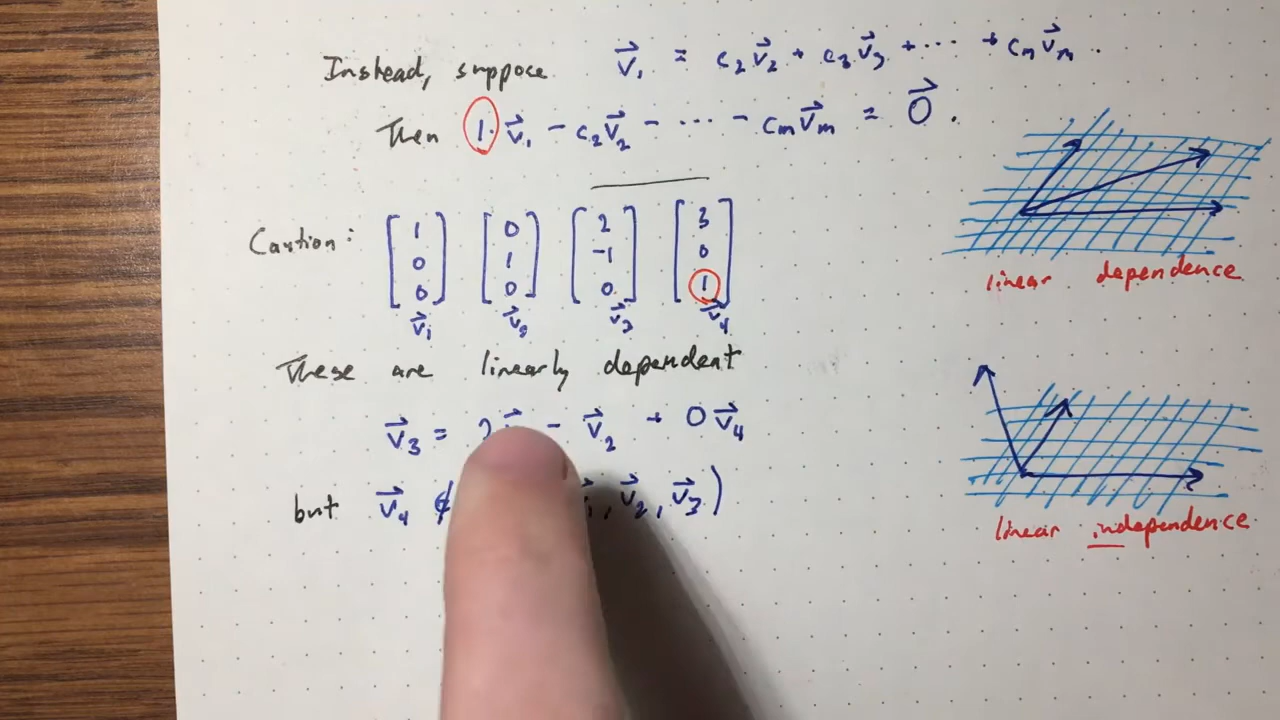 Instead, suppose v⃗₁ = c₂v⃗₂ + c₃v⃗₃ + ⋯ + cₘv⃗ₘ.
Then 1·v⃗₁ − c₂v⃗₂ − ⋯ − cₘv⃗ₘ = 0⃗.
Caution: [1 0 0] [0 1 0] [2 −1 0] [3 0 1]
v⃗₁ v⃗₂ v⃗₃ v⃗₄
These are linearly dependent
v⃗₃ = 2 − v⃗₂ + 0v⃗₄
but v⃗₄ ∉ v⃗₁, v⃗₂, v⃗₃)
linear dependence
linear independence